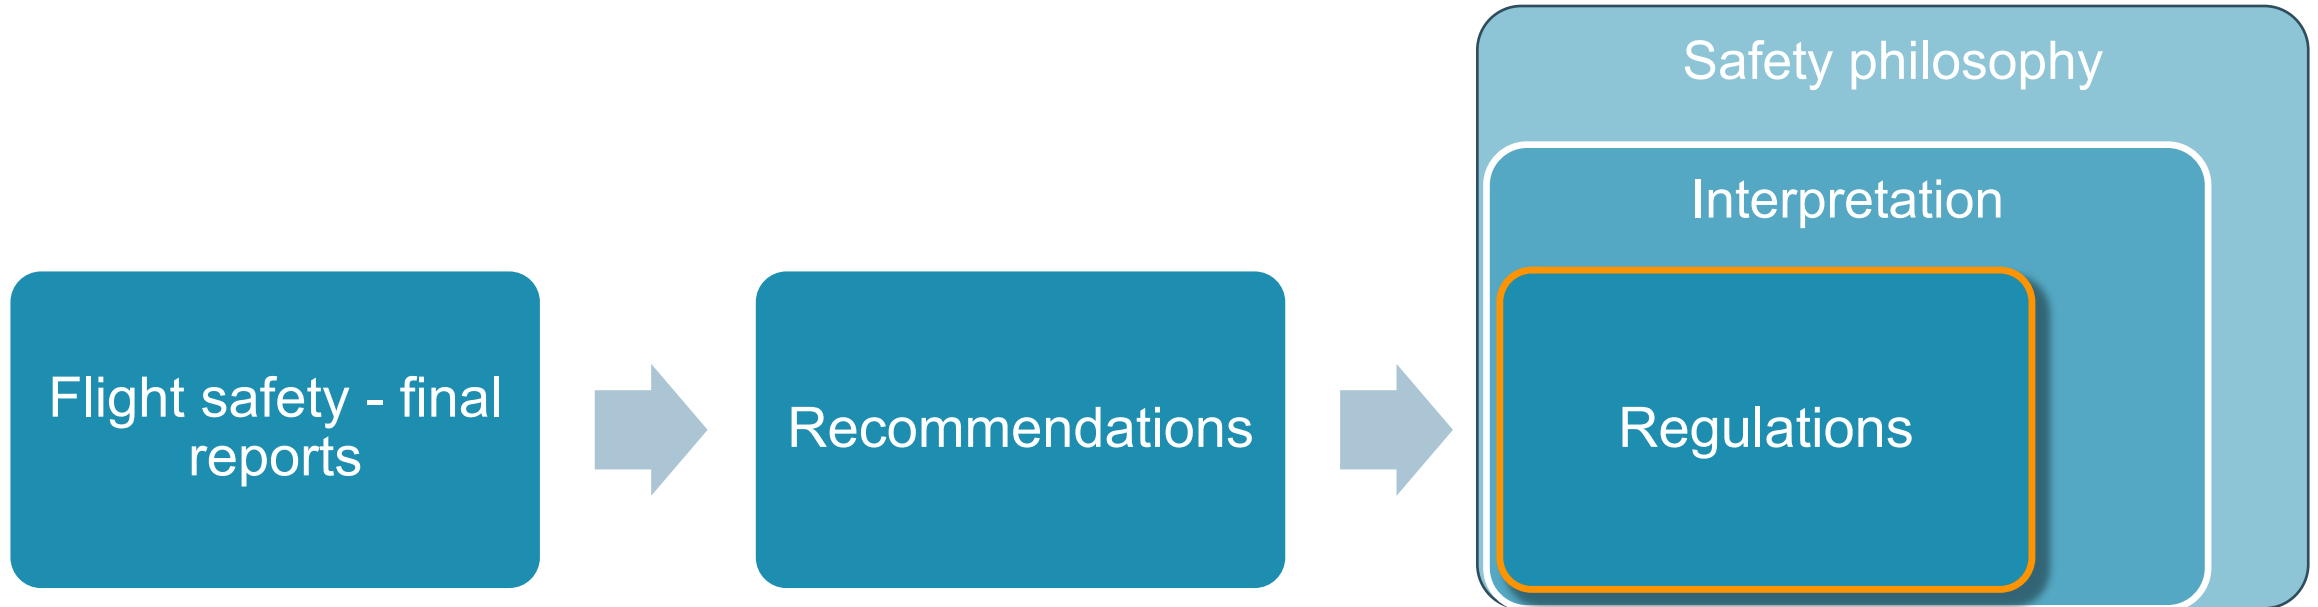 Safety philosophy
Interpretation
Flight safety - final
reports
Recommendations
Regulations